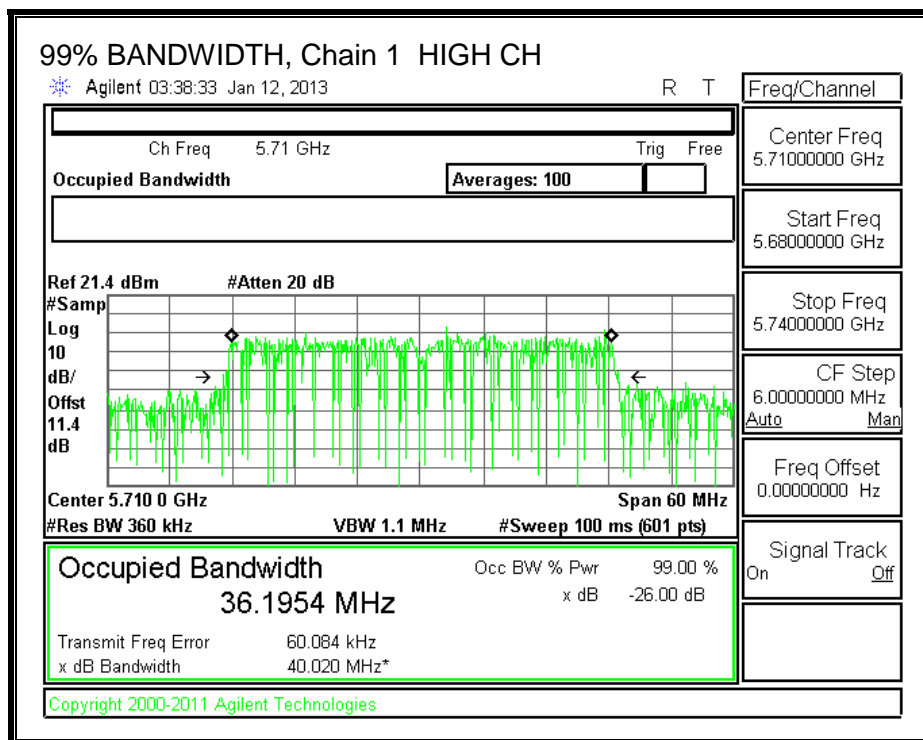 99% BANDWIDTH, Chain 1 HIGH CH
Agilent 03:38:33 Jan 12, 2013 R T
Freq/Channel
Ch Freq 5.71 GHz Trig Free
Occupied Bandwidth Averages: 100
Center Freq
5.71000000 GHz
Start Freq
5.68000000 GHz
Stop Freq
5.74000000 GHz
CF Step
6.00000000 MHz
Auto Man
Freq Offset
0.00000000 Hz
Signal Track
On Off
Ref 21.4 dBm #Atten 20 dB
#Samp
Log
10
dB/
Offst
11.4
dB
Center 5.710 0 GHz Span 60 MHz
#Res BW 360 kHz VBW 1.1 MHz #Sweep 100 ms (601 pts)
Occupied Bandwidth Occ BW % Pwr 99.00 %
36.1954 MHz x dB -26.00 dB
Transmit Freq Error 60.084 kHz
x dB Bandwidth 40.020 MHz*
Copyright 2000-2011 Agilent Technologies